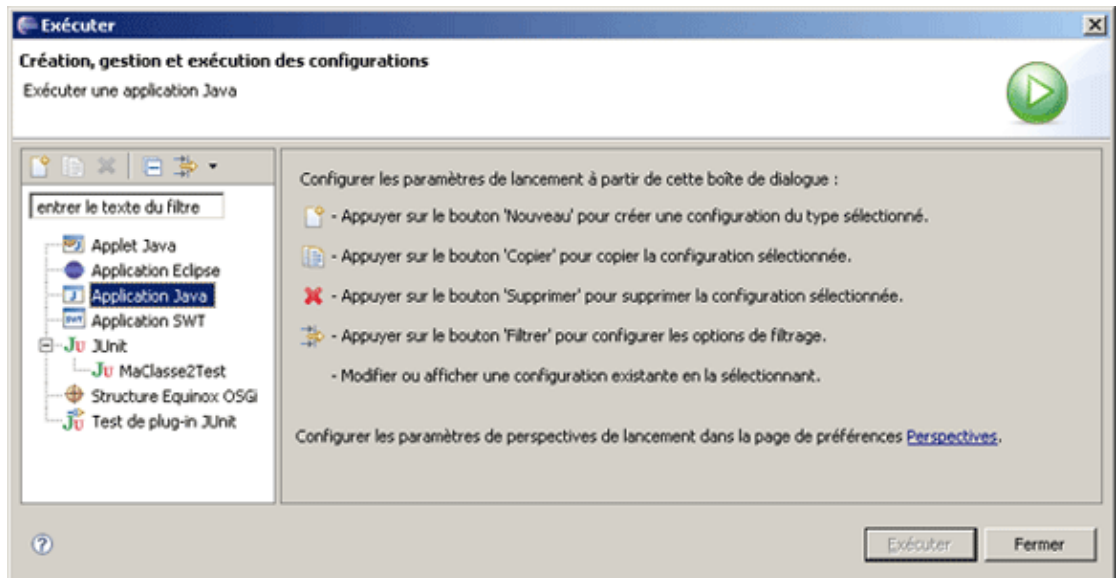 Exécuter
Création, gestion et exécution des configurations
Exécuter une application Java
entrer le texte du filtre
Applet Java
Application Eclipse
Application Java
Application SWT
JUnit
MaClasse2Test
Structure Equinox OSGi
Test de plug-in JUnit
Configurer les paramètres de lancement à partir de cette boîte de dialogue :
- Appuyer sur le bouton 'Nouveau' pour créer une configuration du type sélectionné.
- Appuyer sur le bouton 'Copier' pour copier la configuration sélectionnée.
- Appuyer sur le bouton 'Supprimer' pour supprimer la configuration sélectionnée.
- Appuyer sur le bouton 'Filtrer' pour configurer les options de filtrage.
- Modifier ou afficher une configuration existante en la sélectionnant.
Configurer les paramètres de perspectives de lancement dans la page de préférences Perspectives.
Exécuter
Fermer